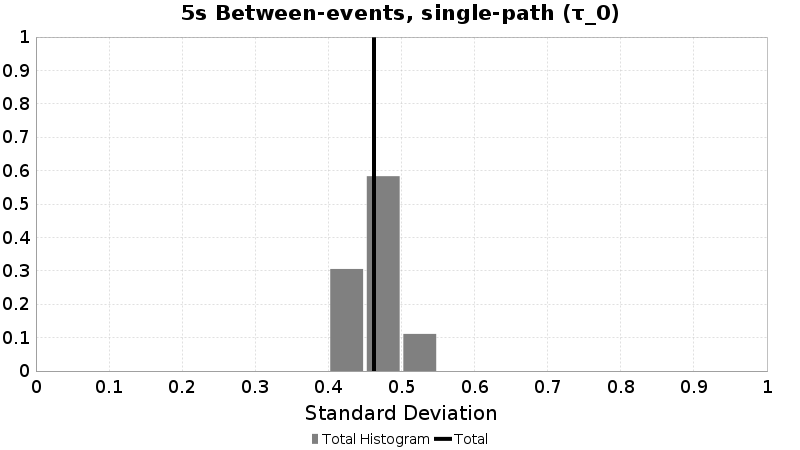 5s Between-events, single-path (τ_0)
1
0.9
0.8
0.7
0.6
0.5
0.4
0.3
0.2
0.1
0
0 0.1 0.2 0.3 0.4 0.5 0.6 0.7 0.8 0.9 1
Standard Deviation
Total Histogram Total